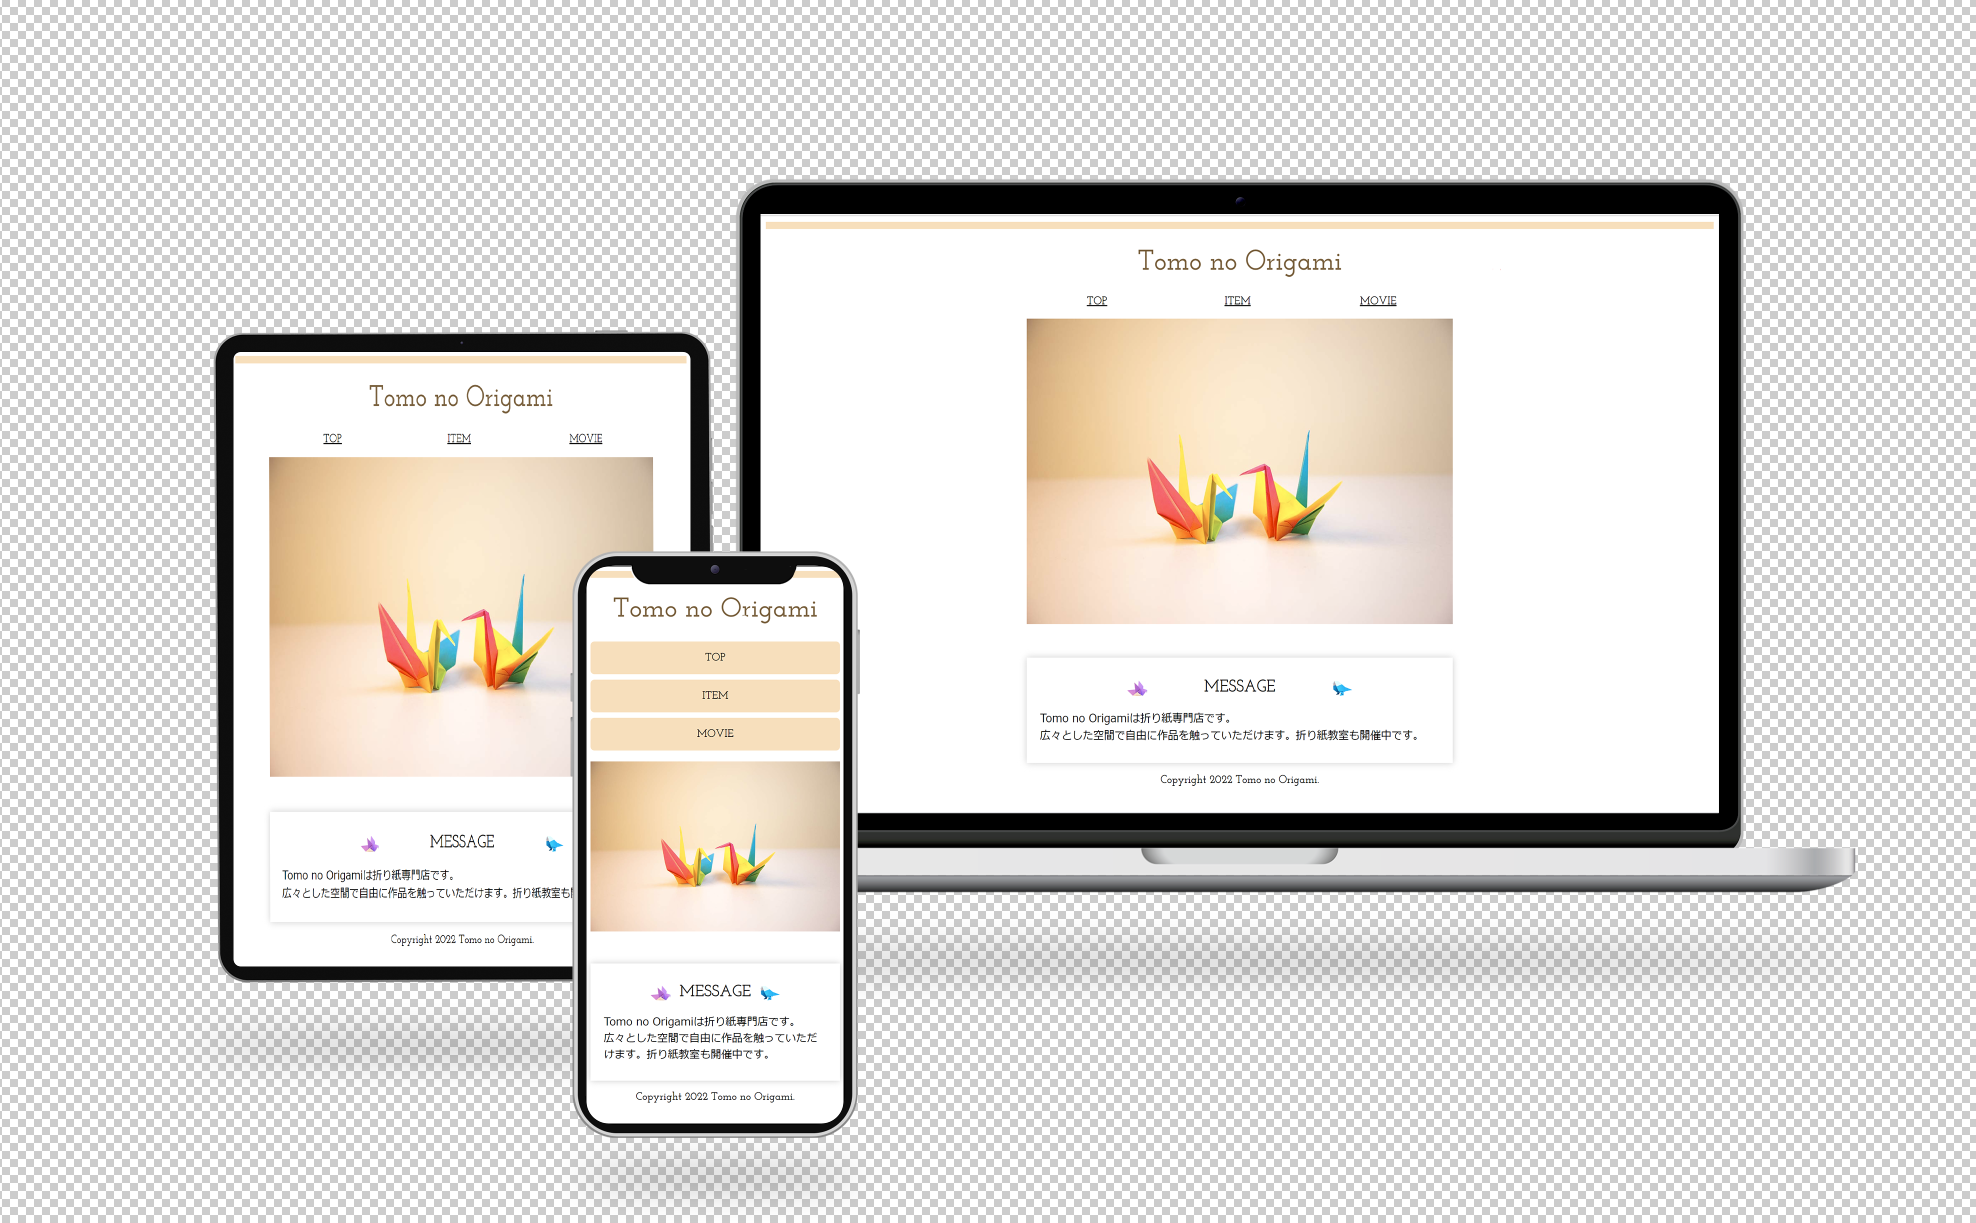 Tomo no Origami
TOP ITEM MOVIE
MESSAGE
Tomo no Origamiは折り紙専門店です。
広々とした空間で自由に作品を触っていただけます。折り紙教室も
Copyright 2022 Tomo no Origami.
Tomo no Origami
TOP
ITEM
MOVIE
MESSAGE
Tomo no Origamiは折り紙専門店です。
広々とした空間で自由に作品を触っていただ
けます。折り紙教室も開催中です。
Copyright 2022 Tomo no Origami.
Tomo no Origami
TOP ITEM MOVIE
MESSAGE
Tomo no Origamiは折り紙専門店です。
広々とした空間で自由に作品を触っていただけます。折り紙教室も開催中です。
Copyright 2022 Tomo no Origami.